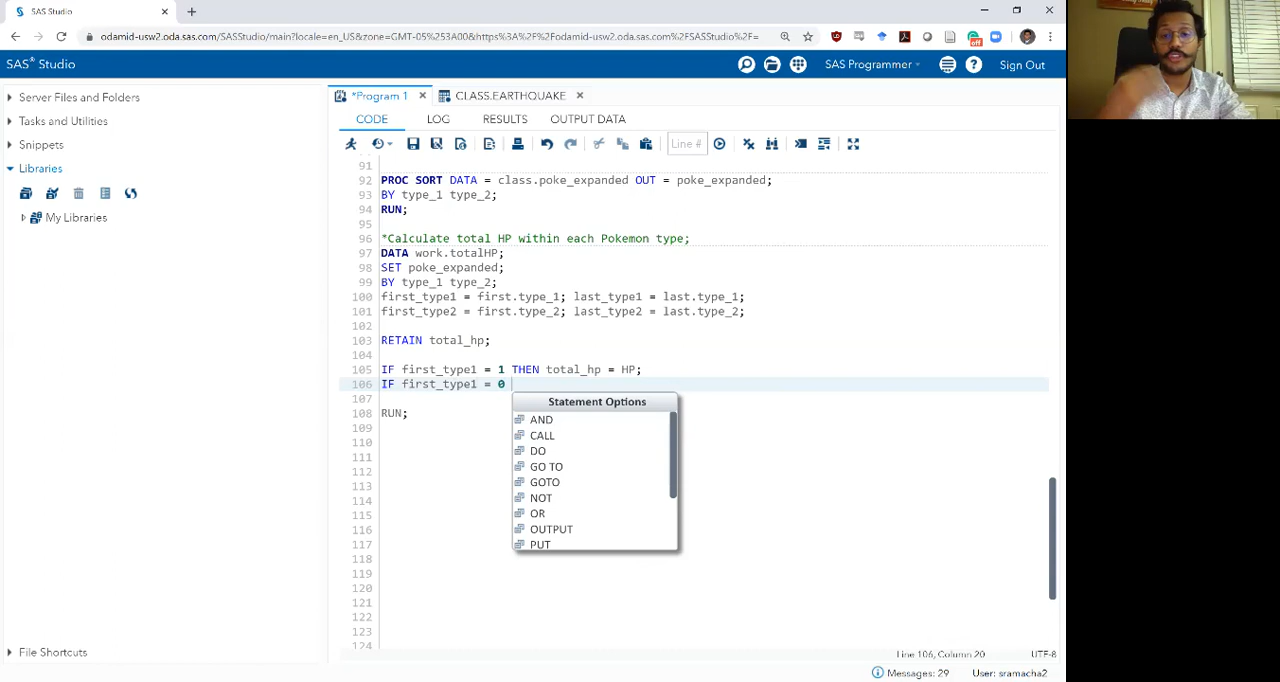 SAS Studio
odamid-usw2.oda.sas.com/SASStudio/main?locale=en_US&zone=GMT-05%253A00&https%3A%2F%2Fodamid-usw2.oda.sas.com%2FSASStudio%2F=
SAS® Studio
SAS Programmer
Sign Out
Server Files and Folders
Tasks and Utilities
Snippets
Libraries
My Libraries
File Shortcuts
*Program 1
CLASS.EARTHQUAKE
CODE LOG RESULTS OUTPUT DATA
Line #
91
92 PROC SORT DATA = class.poke_expanded OUT = poke_expanded;
93 BY type_1 type_2;
94 RUN;
95
96 *Calculate total HP within each Pokemon type;
97 DATA work.totalHP;
98 SET poke_expanded;
99 BY type_1 type_2;
100 first_type1 = first.type_1; last_type1 = last.type_1;
101 first_type2 = first.type_2; last_type2 = last.type_2;
102
103 RETAIN total_hp;
104
105 IF first_type1 = 1 THEN total_hp = HP;
106 IF first_type1 = 0
107
108 RUN;
109
110
111
112
113
114
115
116
117
118
119
120
121
122
123
124
Statement Options
AND
CALL
DO
GO TO
GOTO
NOT
OR
OUTPUT
PUT
Line 106, Column 20
UTF-8
Messages: 29
User: sramacha2